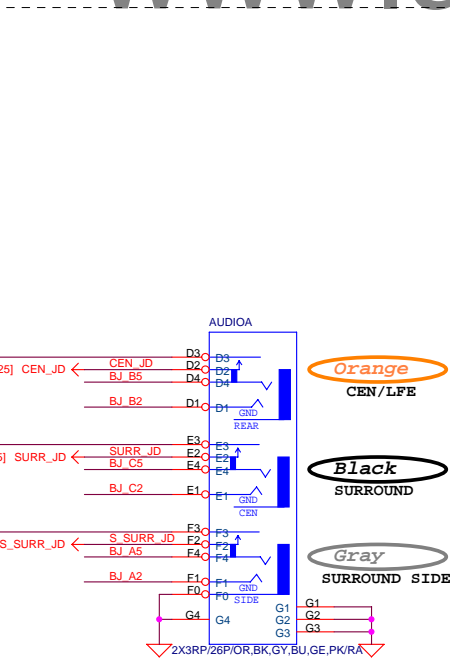 AUDIOA
D3 D3
25] CEN_JD CEN_JD D2 D2
BJ_B5 D4 D4
Orange
CEN/LFE
BJ_B2 D1 D1
GND
REAR
E3 E3
5] SURR_JD SURR_JD E2 E2
BJ_C5 E4 E4
Black
SURROUND
BJ_C2 E1 E1
GND
CEN
F3 F3
S_SURR_JD S_SURR_JD F2 F2
BJ_A5 F4 F4
Gray
SURROUND SIDE
BJ_A2 F1 F1
GND
F0 F0
SIDE
G1 G1
G4 G4 G2 G2
G3 G3
2X3RP/26P/OR,BK,GY,BU,GE,PK/RA